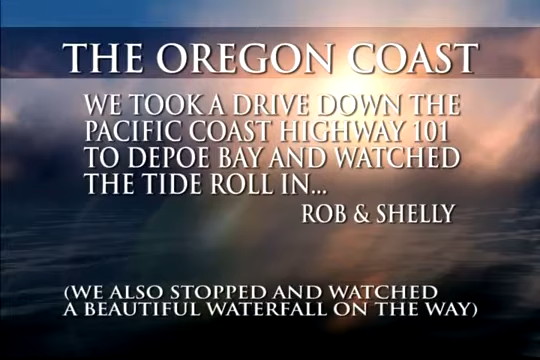 THE OREGON COAST
WE TOOK A DRIVE DOWN THE
PACIFIC COAST HIGHWAY 101
TO DEPOE BAY AND WATCHED
THE TIDE ROLL IN...
ROB & SHELLY
(WE ALSO STOPPED AND WATCHED
A BEAUTIFUL WATERFALL ON THE WAY)